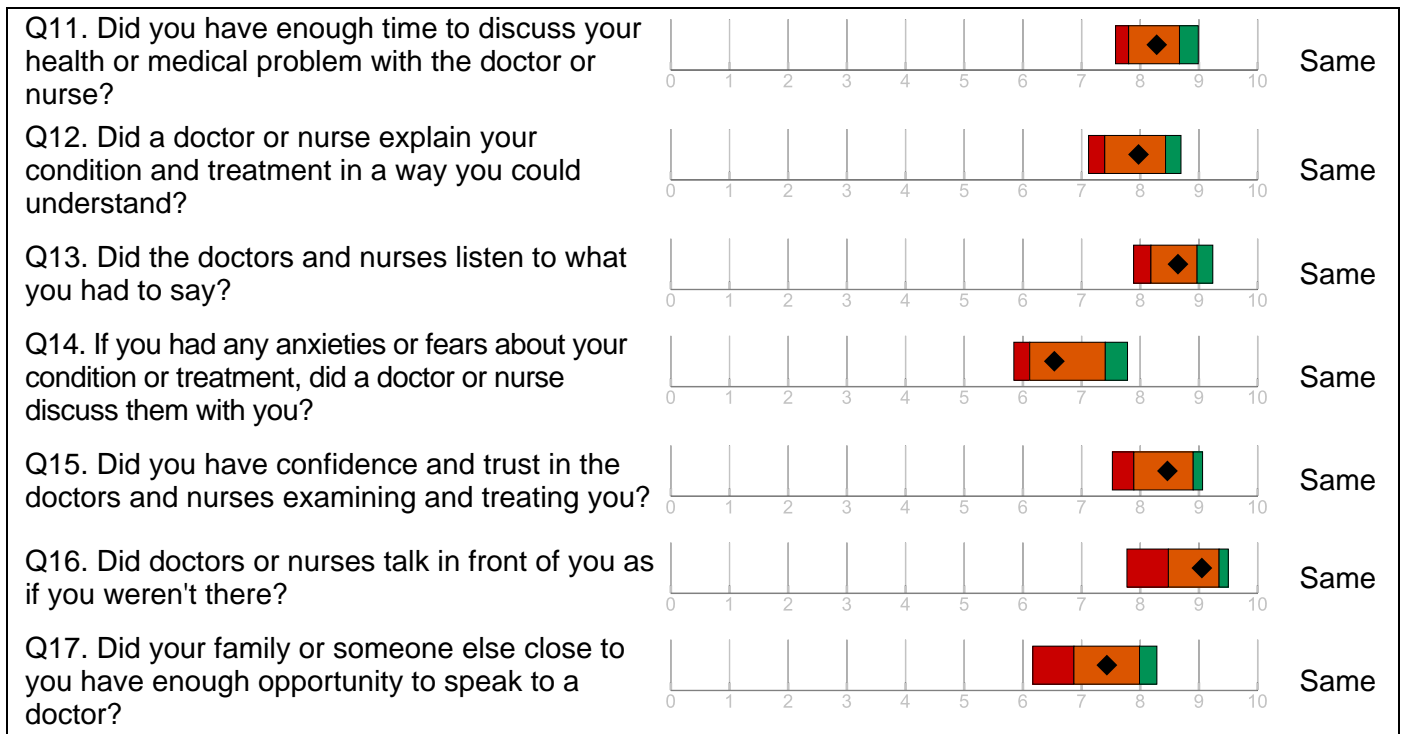 Q11. Did you have enough time to discuss your
health or medical problem with the doctor or
nurse?
0 1 2 3 4 5 6 7 8 9 10
Same
Q12. Did a doctor or nurse explain your
condition and treatment in a way you could
understand?
0 1 2 3 4 5 6 7 8 9 10
Same
Q13. Did the doctors and nurses listen to what
you had to say?
0 1 2 3 4 5 6 7 8 9 10
Same
Q14. If you had any anxieties or fears about your
condition or treatment, did a doctor or nurse
discuss them with you?
0 1 2 3 4 5 6 7 8 9 10
Same
Q15. Did you have confidence and trust in the
doctors and nurses examining and treating you?
0 1 2 3 4 5 6 7 8 9 10
Same
Q16. Did doctors or nurses talk in front of you as
if you weren't there?
0 1 2 3 4 5 6 7 8 9 10
Same
Q17. Did your family or someone else close to
you have enough opportunity to speak to a
doctor?
0 1 2 3 4 5 6 7 8 9 10
Same